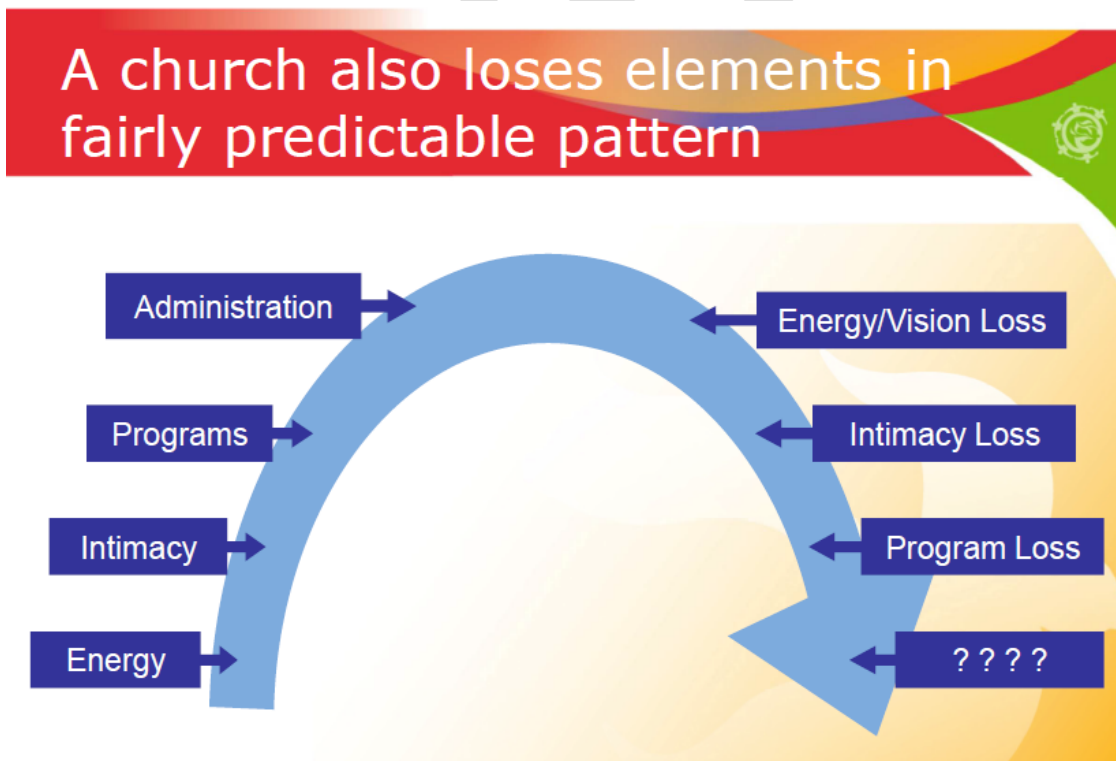 A church also loses elements in
fairly predictable pattern
Administration
Energy/Vision Loss
Programs
Intimacy Loss
Intimacy
Program Loss
Energy
? ? ? ?